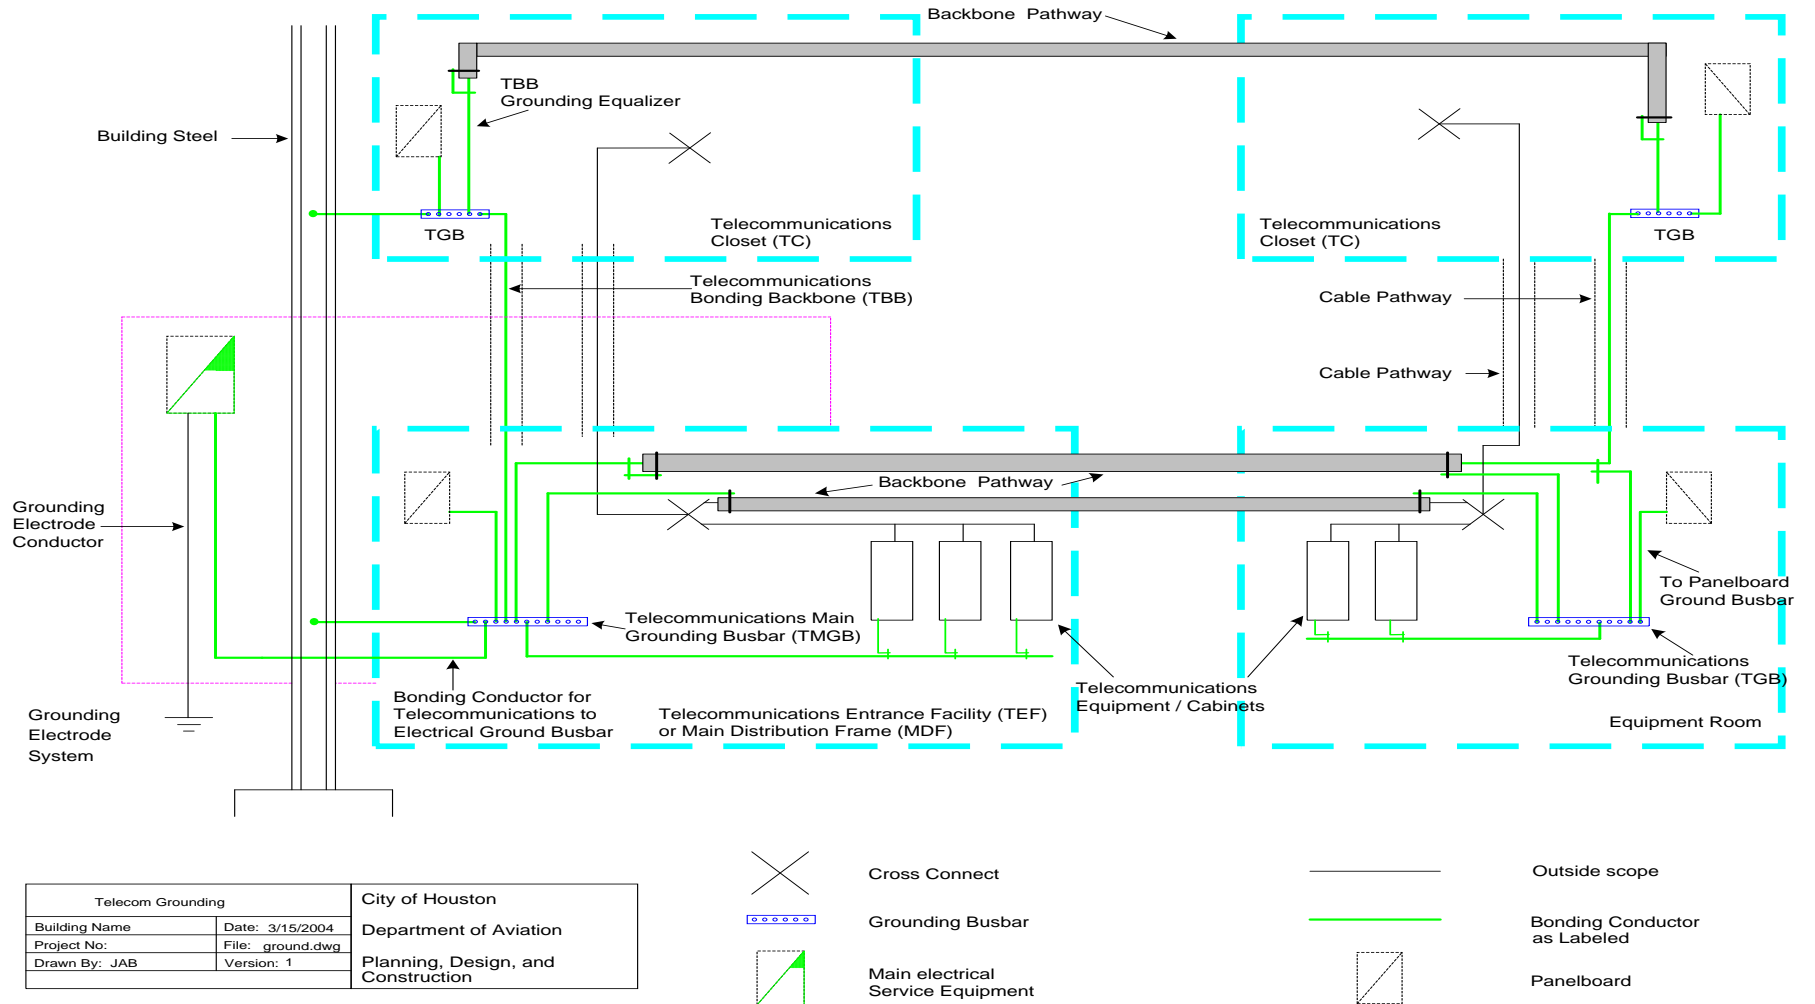 Backbone  Pathway
TBB
Grounding Equalizer
Building Steel
TGB
Telecommunications
Closet (TC)
Telecommunications
Closet (TC)
TGB
Telecommunications
Bonding Backbone (TBB)
Cable Pathway
Cable Pathway
Backbone  Pathway
Grounding
Electrode
Conductor
To Panelboard
Ground Busbar
Telecommunications Main
Grounding Busbar (TMGB)
Telecommunications
Grounding Busbar (TGB)
Bonding Conductor for
Telecommunications to
Electrical Ground Busbar
Telecommunications Entrance Facility (TEF)
or Main Distribution Frame (MDF)
Telecommunications
Equipment / Cabinets
Equipment Room
Grounding
Electrode
System
Telecom Grounding
Building Name
Date: 3/15/2004
Project No:
File: ground.dwg
Drawn By: JAB
Version: 1
City of Houston
Department of Aviation
Planning, Design, and
Construction
Cross Connect
Grounding Busbar
Main electrical
Service Equipment
Outside scope
Bonding Conductor
as Labeled
Panelboard